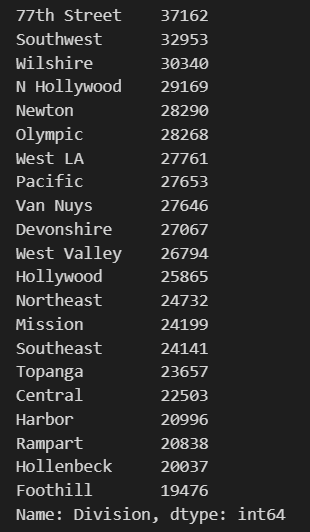 77th Street    37162
Southwest      32953
Wilshire       30340
N Hollywood    29169
Newton         28290
Olympic        28268
West LA        27761
Pacific        27653
Van Nuys       27646
Devonshire     27067
West Valley    26794
Hollywood      25865
Northeast      24732
Mission        24199
Southeast      24141
Topanga        23657
Central        22503
Harbor         20996
Rampart        20838
Hollenbeck     20037
Foothill       19476
Name: Division, dtype: int64